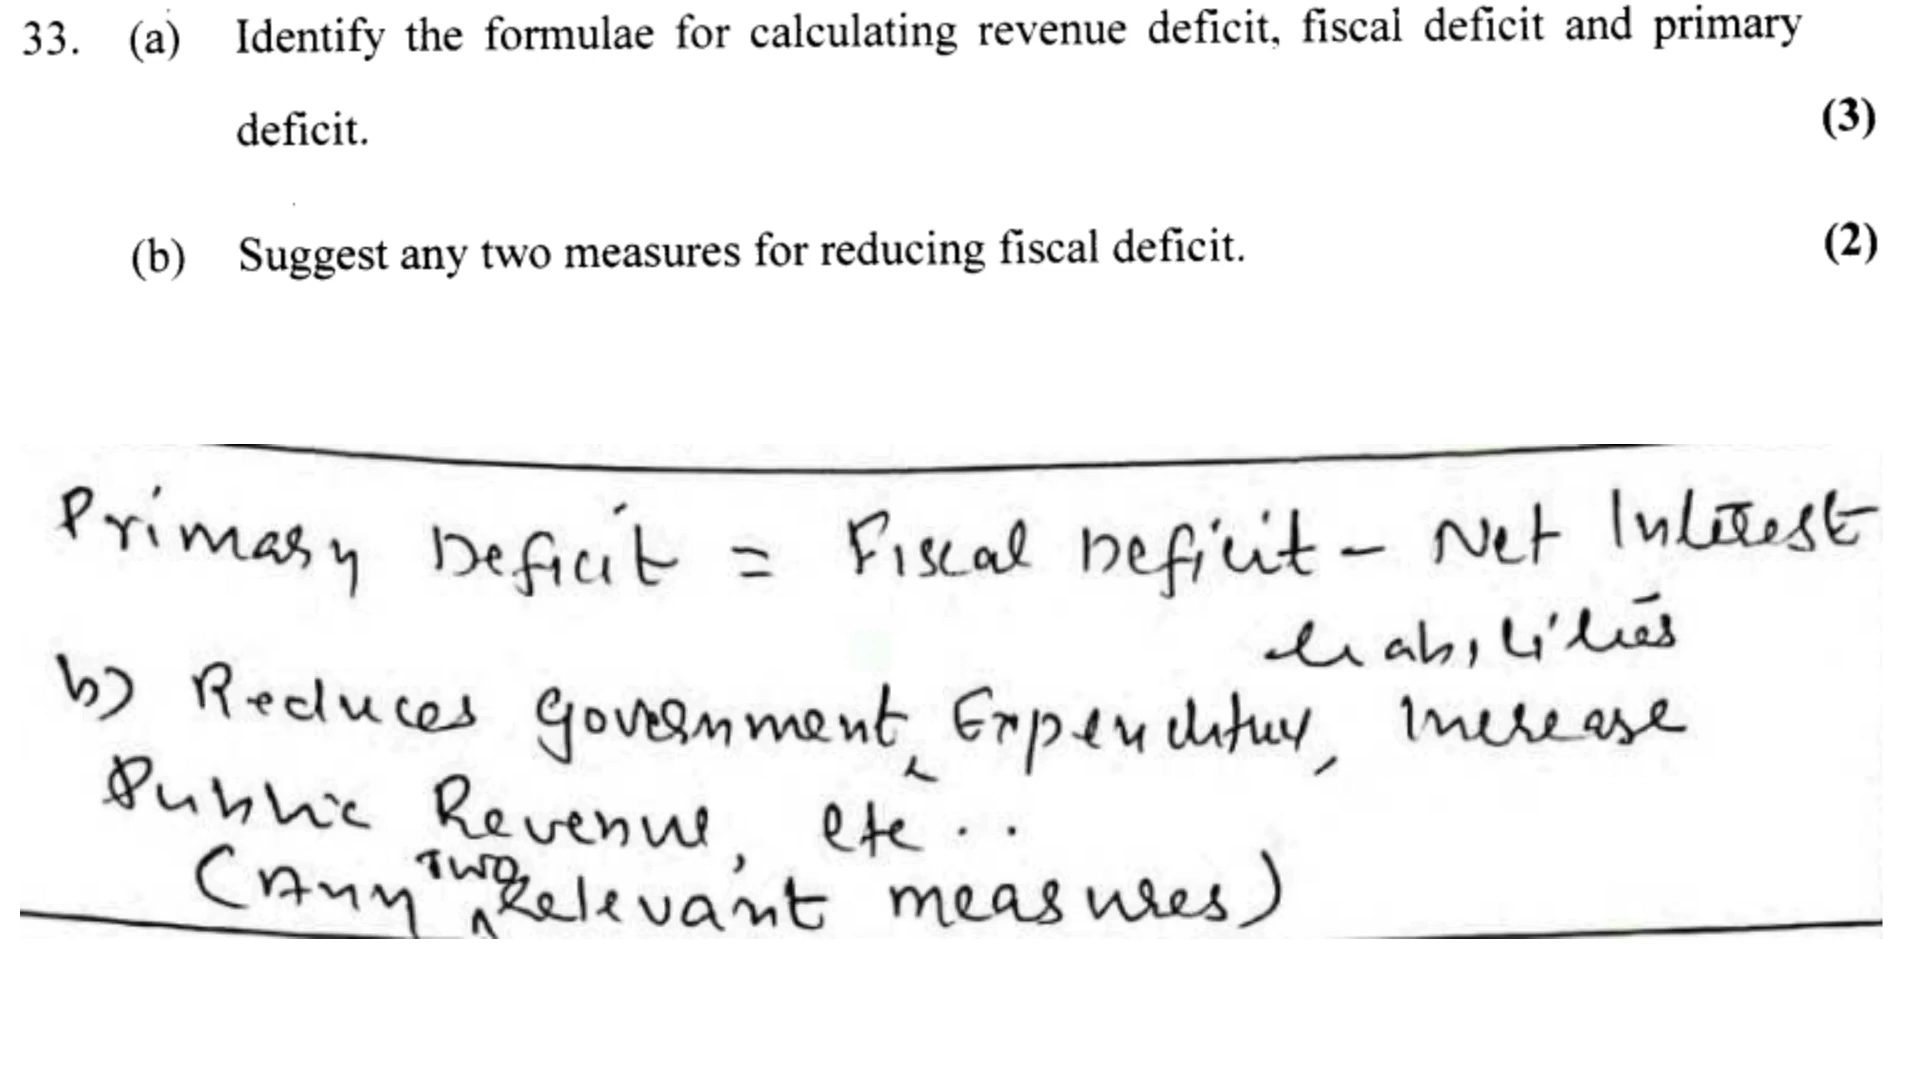 33. (a) Identify the formulae for calculating revenue deficit, fiscal deficit and primary
deficit. (3)
(b) Suggest any two measures for reducing fiscal deficit. (2)
Primary Deficit = Fiscal Deficit - Net Interest
liabilities
b) Reduces Government Expenditure, Increase
Public Revenue, etc..
(Any Two Relevant measures)